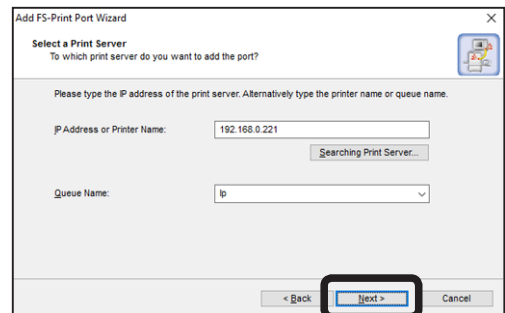 Add FS-Print Port Wizard
Select a Print Server
To which print server do you want to add the port?
Please type the IP address of the print server. Alternatively type the printer name or queue name.
IP Address or Printer Name:
192.168.0.221
Searching Print Server...
Queue Name:
lp
< Back
Next >
Cancel